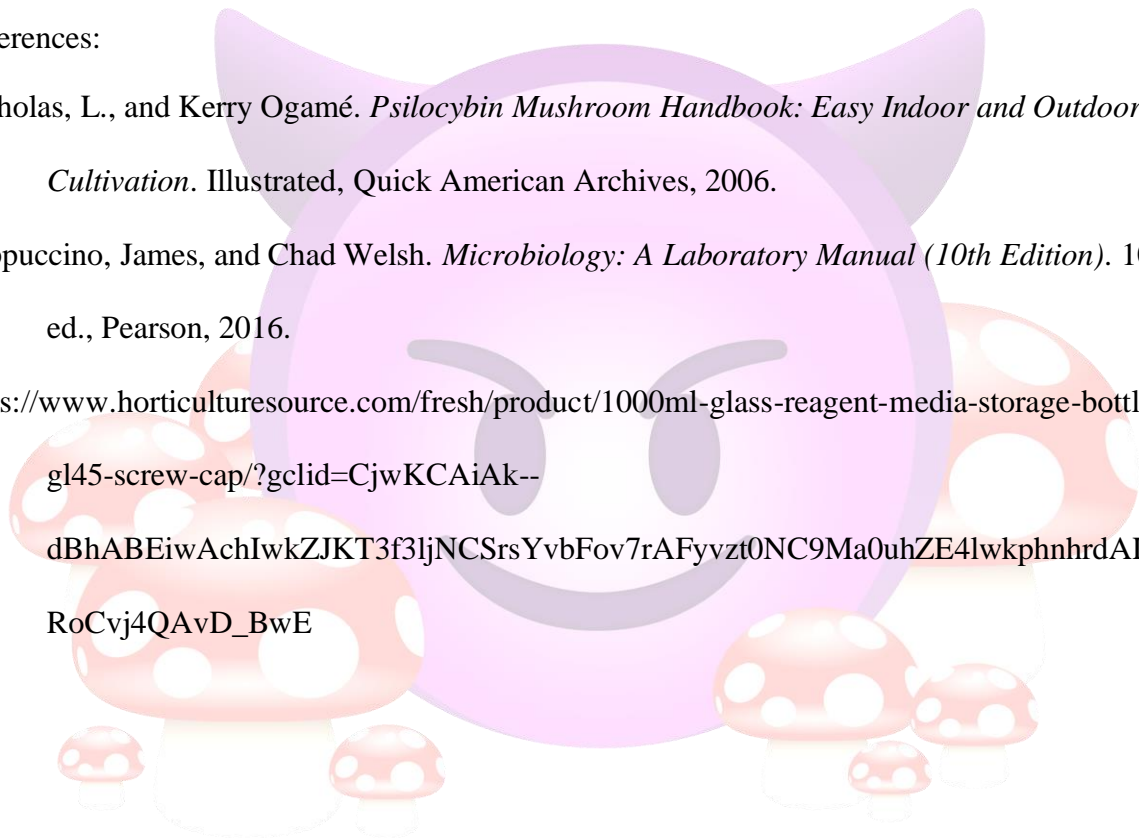 erences:
holas, L., and Kerry Ogamé. Psilocybin Mushroom Handbook: Easy Indoor and Outdoor
Cultivation. Illustrated, Quick American Archives, 2006.
puccino, James, and Chad Welsh. Microbiology: A Laboratory Manual (10th Edition). 10
ed., Pearson, 2016.
s://www.horticulturesource.com/fresh/product/1000ml-glass-reagent-media-storage-bottl
gl45-screw-cap/?gclid=CjwKCAiAk--
dBhABEiwAchIwkZJKT3f3ljNCSrsYvbFov7rAFyvzt0NC9Ma0uhZE4lwkphnhrdAI
RoCvj4QAvD_BwE